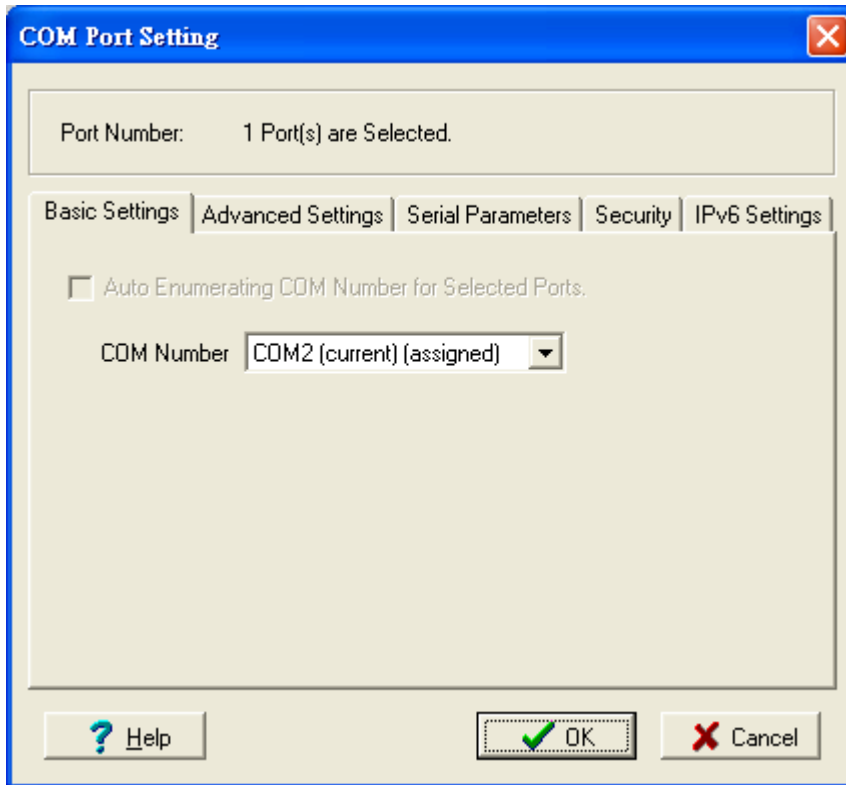 COM Port Setting
Port Number: 1 Port(s) are Selected.
Basic Settings Advanced Settings Serial Parameters Security IPv6 Settings
Auto Enumerating COM Number for Selected Ports.
COM Number COM2 (current) (assigned)
Help OK Cancel